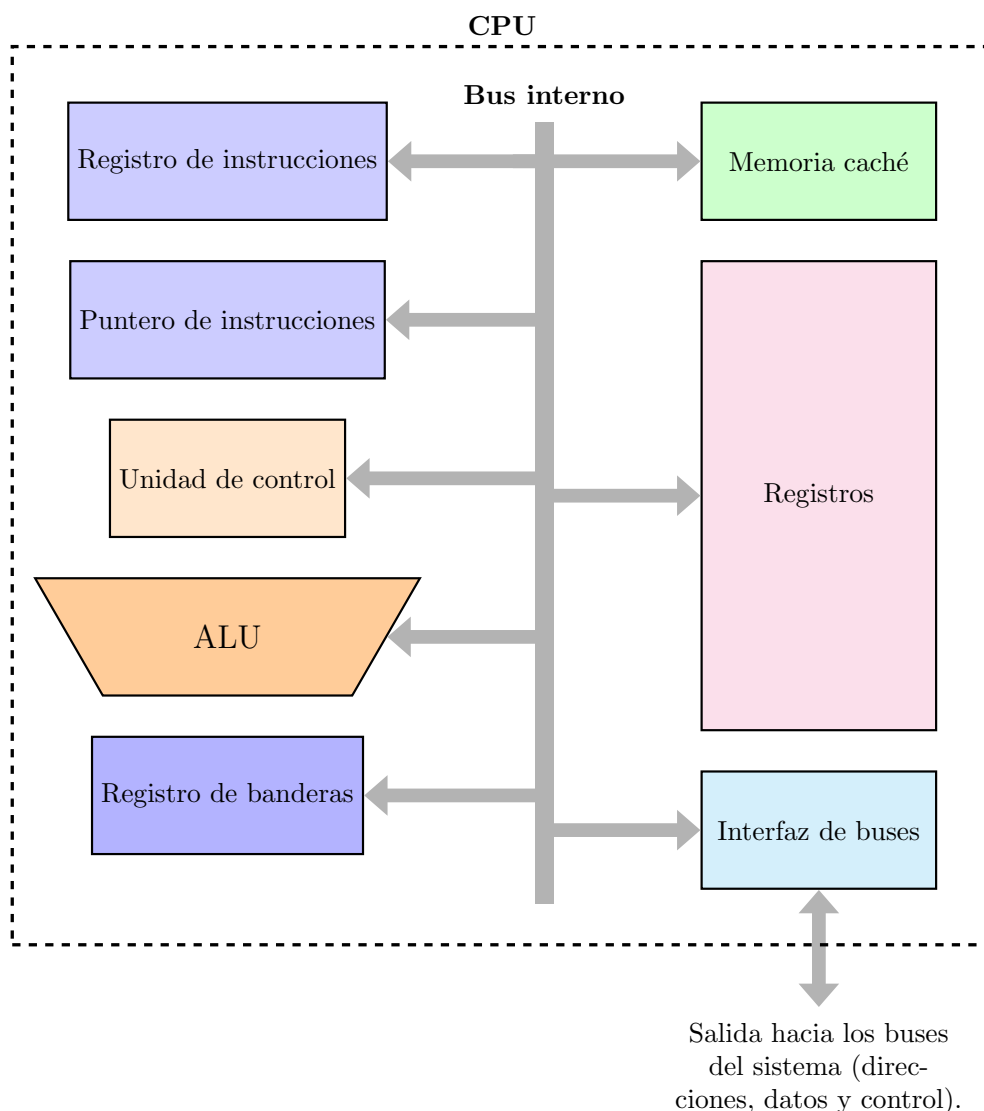 CPU
Bus interno
Registro de instrucciones
Memoria caché
Puntero de instrucciones
Unidad de control
Registros
ALU
Registro de banderas
Interfaz de buses
Salida hacia los buses
del sistema (direc-
ciones, datos y control).